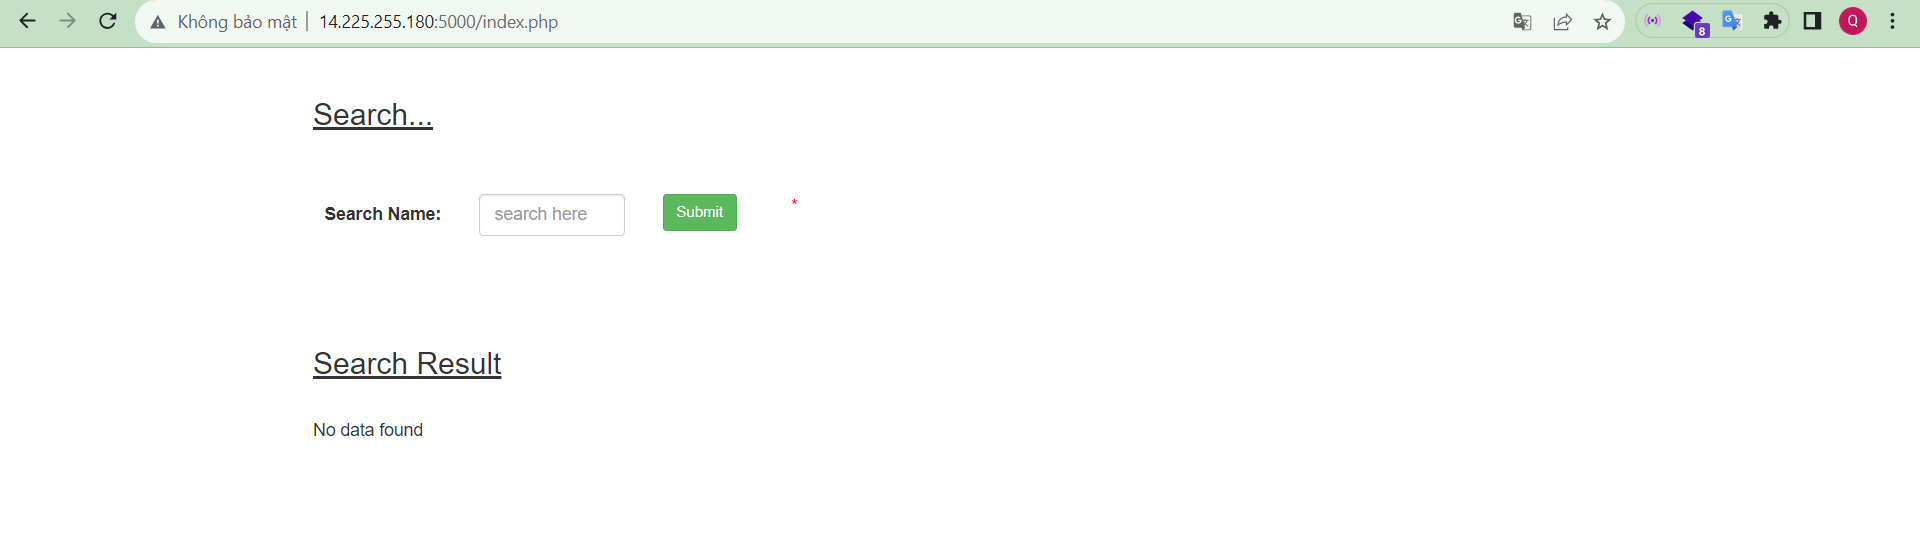 Không bảo mật 14.225.255.180:5000/index.php
8
Q
Search...
Search Name: search here Submit *
Search Result
No data found